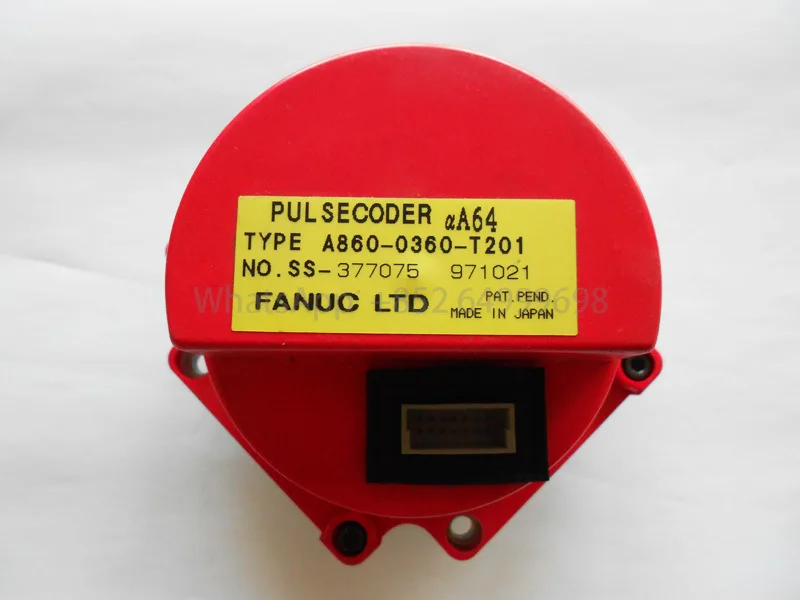 PULSECODER αA64
TYPE A860-0360-T201
NO.SS-377075 971021
FANUC LTD PAT.PEND.
MADE IN JAPAN